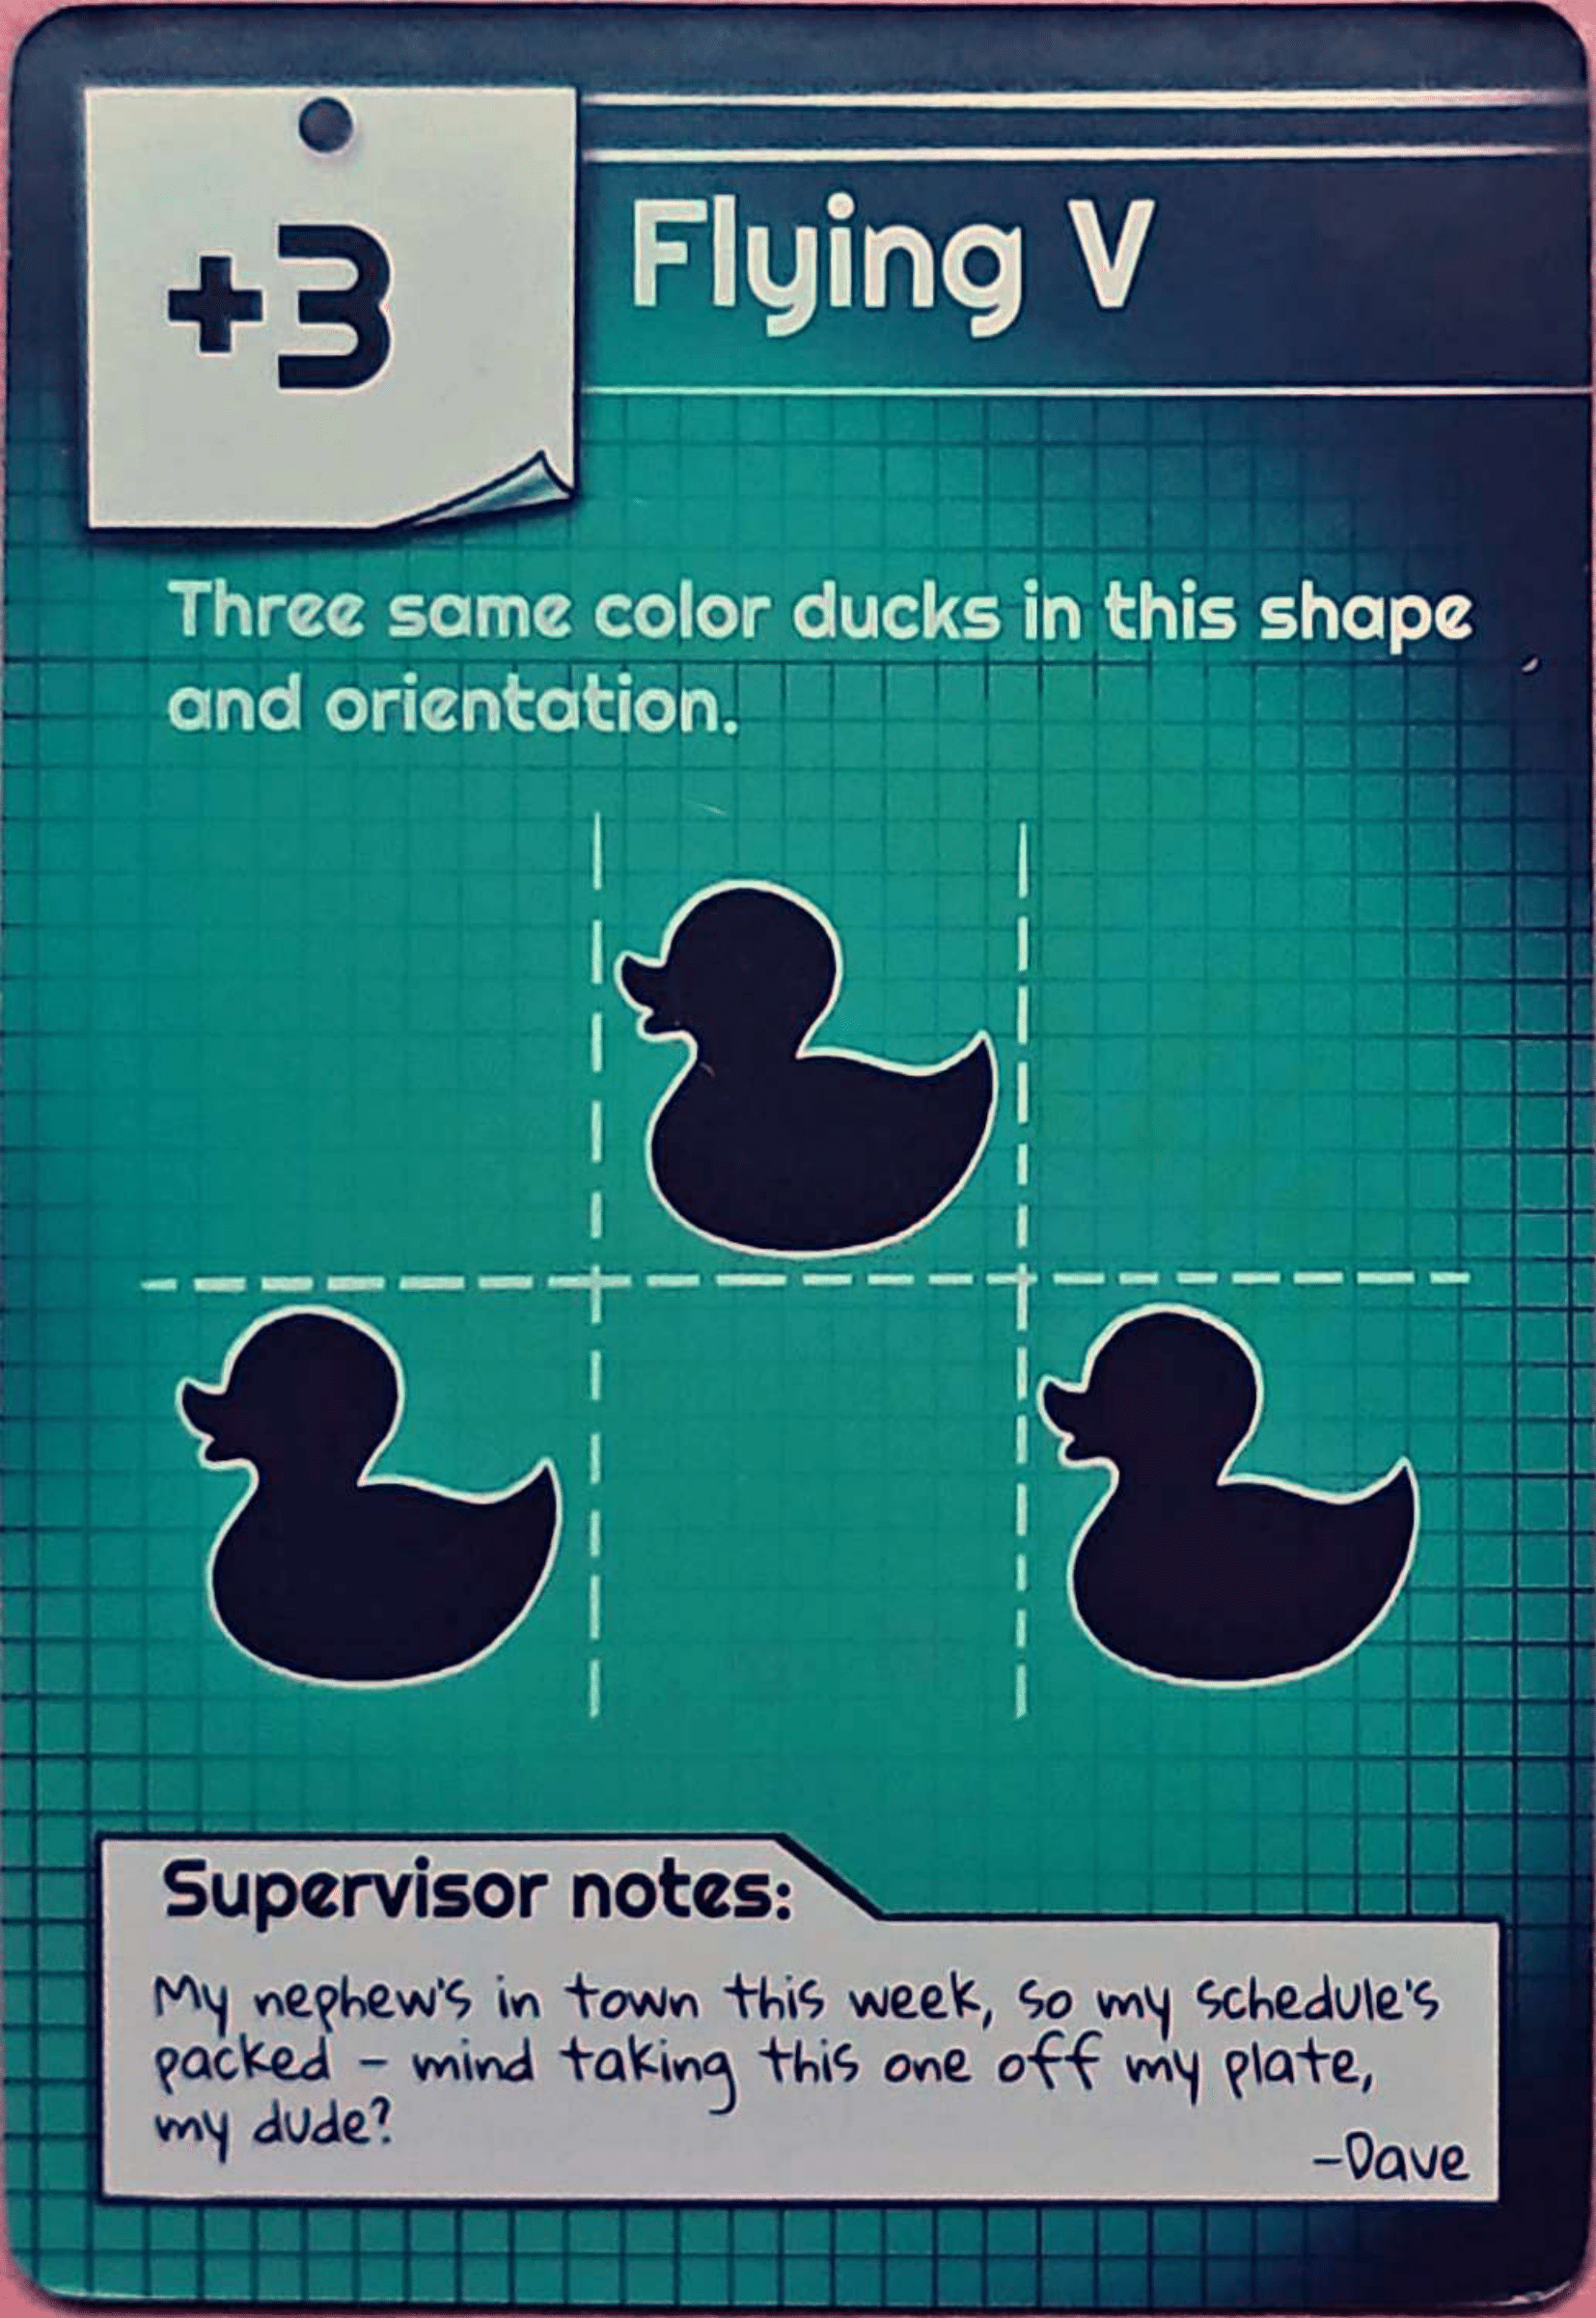 +3
Flying V
Three same color ducks in this shape
and orientation.
Supervisor notes:
My nephew's in town this week, so my schedule's
packed – mind taking this one off my plate,
my dude?
–Dave